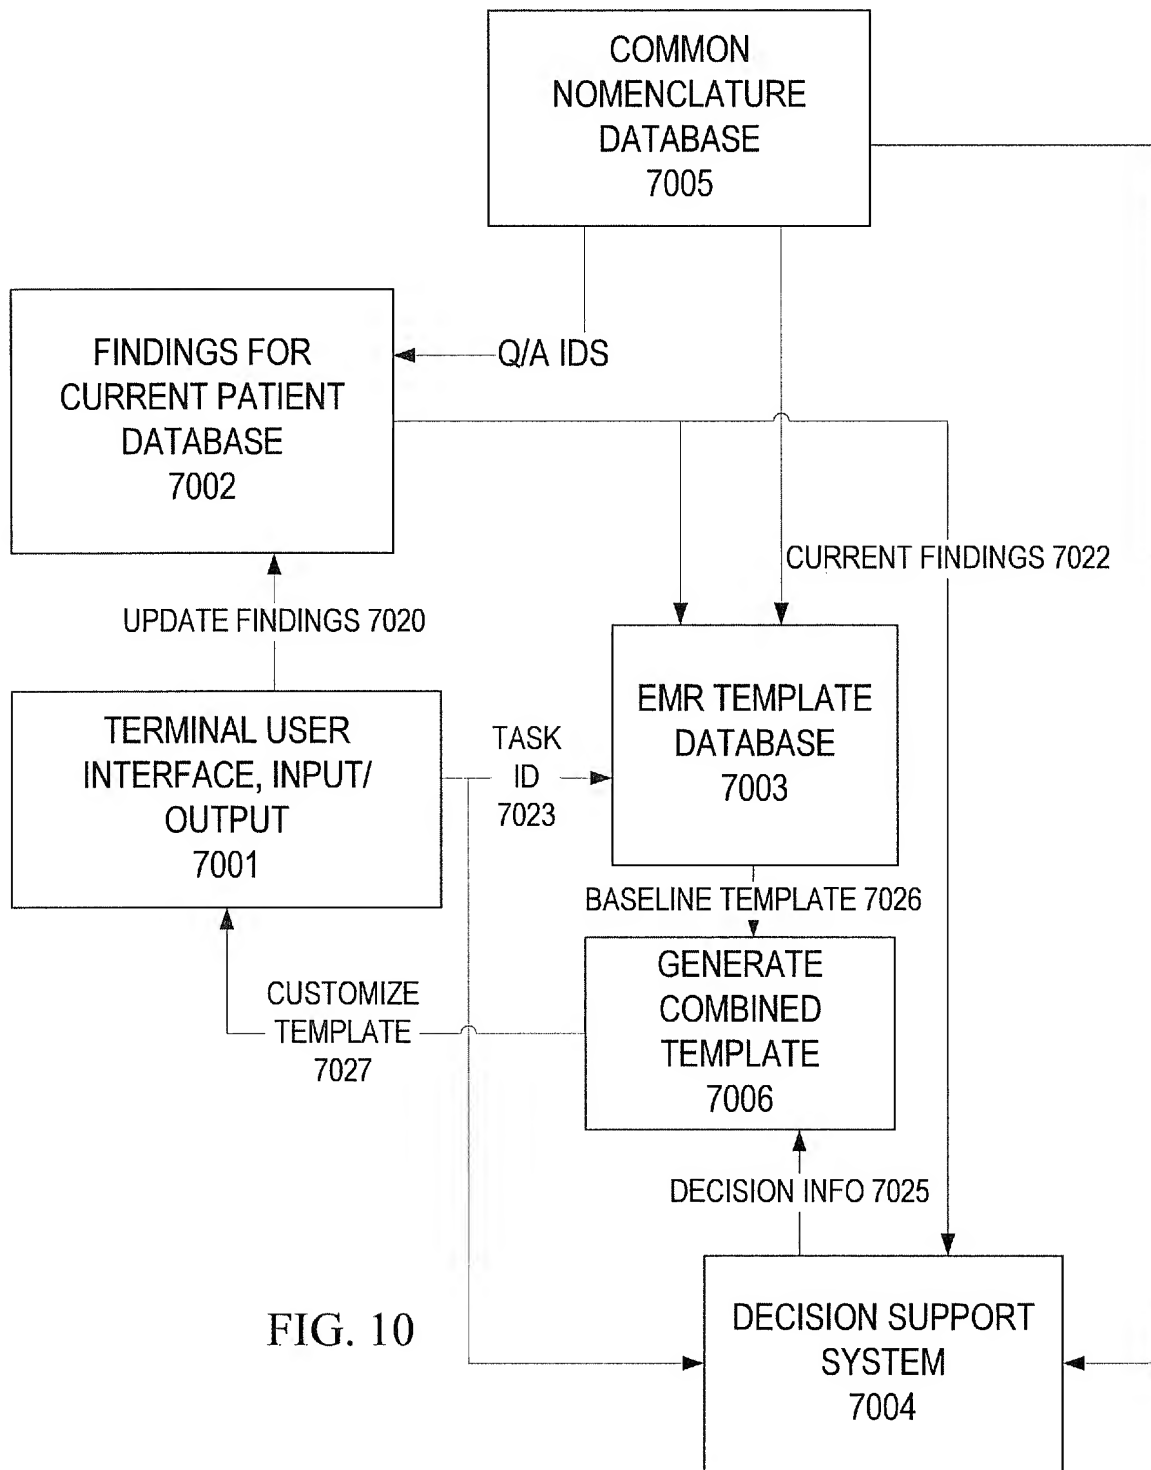 COMMON
NOMENCLATURE
DATABASE
7005
FINDINGS FOR
CURRENT PATIENT
DATABASE
7002
Q/A IDS
CURRENT FINDINGS 7022
UPDATE FINDINGS 7020
TERMINAL USER
INTERFACE, INPUT/
OUTPUT
7001
TASK
ID
7023
EMR TEMPLATE
DATABASE
7003
BASELINE TEMPLATE 7026
GENERATE
COMBINED
TEMPLATE
7006
CUSTOMIZE
TEMPLATE
7027
DECISION INFO 7025
DECISION SUPPORT
SYSTEM
7004
FIG. 10